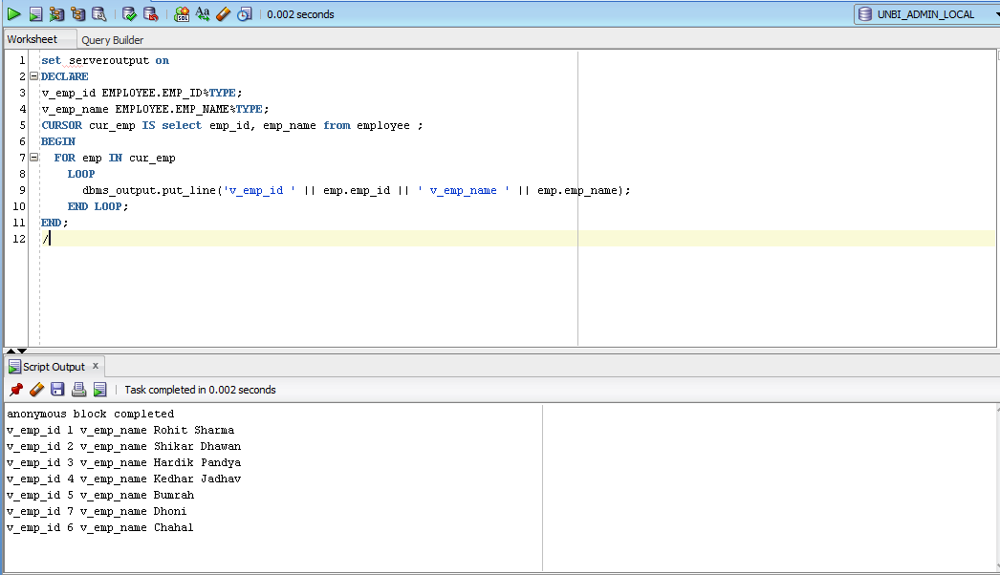 0.002 seconds
UNBI_ADMIN_LOCAL
Worksheet Query Builder
1 set serveroutput on
2 DECLARE
3 v_emp_id EMPLOYEE.EMP_ID%TYPE;
4 v_emp_name EMPLOYEE.EMP_NAME%TYPE;
5 CURSOR cur_emp IS select emp_id, emp_name from employee ;
6 BEGIN
7 FOR emp IN cur_emp
8 LOOP
9 dbms_output.put_line('v_emp_id ' || emp.emp_id || ' v_emp_name ' || emp.emp_name);
10 END LOOP;
11 END;
12 /
Script Output x
Task completed in 0.002 seconds
anonymous block completed
v_emp_id 1 v_emp_name Rohit Sharma
v_emp_id 2 v_emp_name Shikar Dhawan
v_emp_id 3 v_emp_name Hardik Pandya
v_emp_id 4 v_emp_name Kedhar Jadhav
v_emp_id 5 v_emp_name Bumrah
v_emp_id 7 v_emp_name Dhoni
v_emp_id 6 v_emp_name Chahal